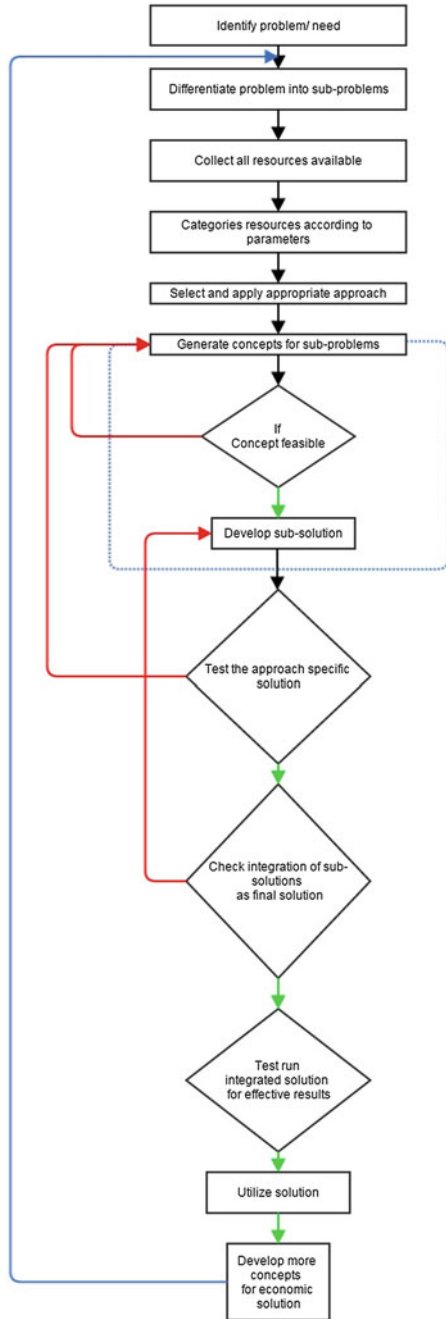 Identify problem/ need
Differentiate problem into sub-problems
Collect all resources available
Categories resources according to
parameters
Select and apply appropriate approach
Generate concepts for sub-problems
If
Concept feasible
Develop sub-solution
Test the approach specific
solution
Check integration of sub-
solutions
as final solution
Test run
integrated solution
for effective results
Utilize solution
Develop more
concepts
for economic
solution